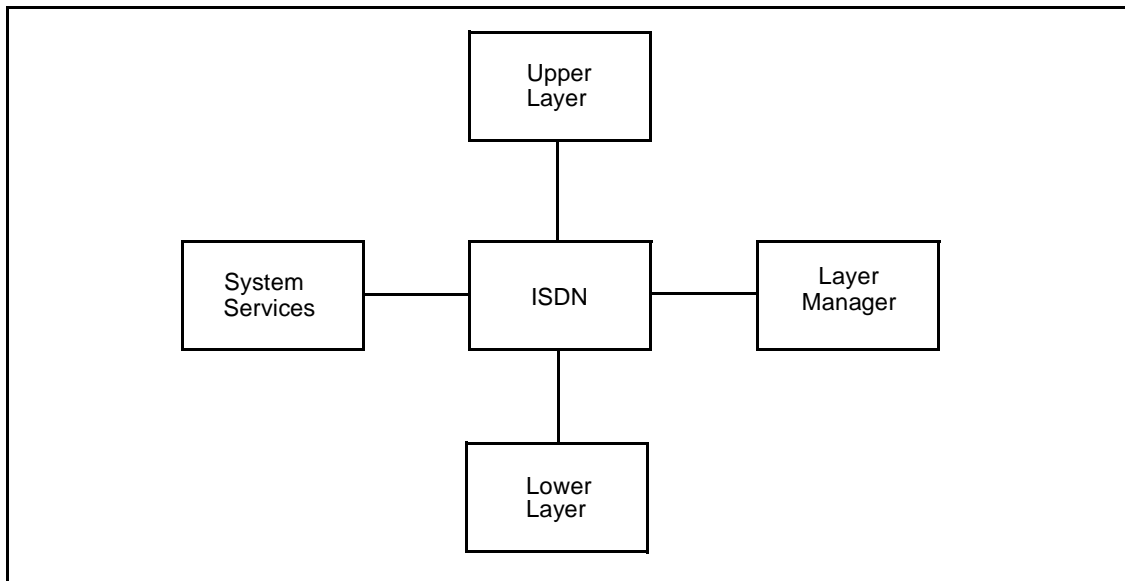 Upper
Layer
System
Services
ISDN
Layer
Manager
Lower
Layer